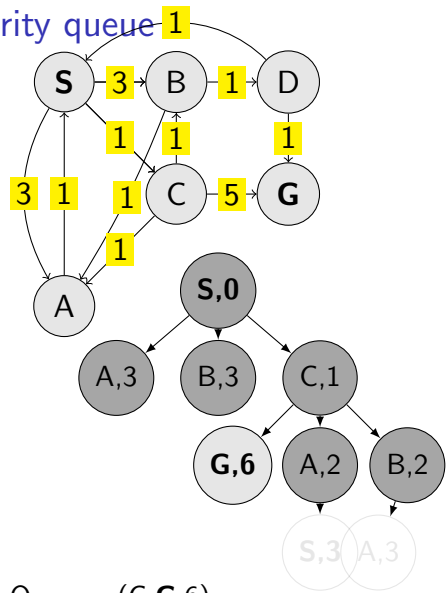 rity queue
1
S 3 B 1 D
1 1 1
3 1 1 C 5 G
1
A
S,0
A,3 B,3 C,1
G,6 A,2 B,2
S,3 A,3